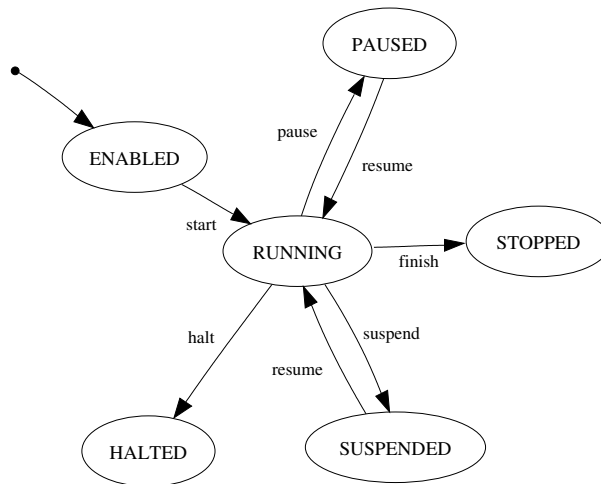 PAUSED
pause
ENABLED
resume
start
RUNNING
STOPPED
finish
halt
suspend
resume
HALTED
SUSPENDED